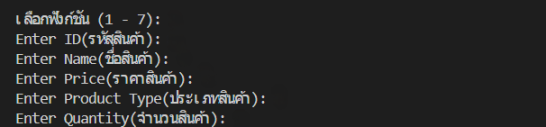 เลือกฟังก์ชัน (1 - 7):
Enter ID(รหัสสินค้า):
Enter Name(ชื่อสินค้า):
Enter Price(ราคาสินค้า):
Enter Product Type(ประเภทสินค้า):
Enter Quantity(จำนวนสินค้า):